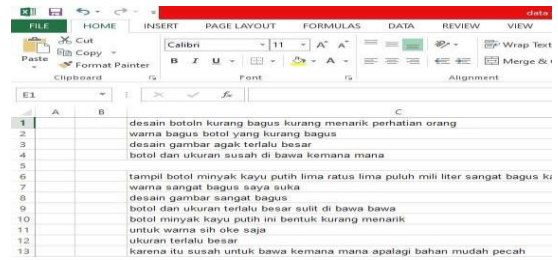 data
FILE HOME INSERT PAGE LAYOUT FORMULAS DATA REVIEW VIEW
Cut
Calibri 11 A A Wrap Text
Copy
Paste
Format Painter
B I U A Merge &
Clipboard Font Alignment
E1 fx
A B C
1 desain botoln kurang bagus kurang menarik perhatian orang
2 warna bagus botol yang kurang bagus
3 desain gambar agak terlalu besar
4 botol dan ukuran susah di bawa kemana mana
5
6 tampil botol minyak kayu putih lima ratus lima puluh mili liter sangat bagus
7 warna sangat bagus saya suka
8 desain gambar sangat bagus
9 botol dan ukuran terlalu besar sulit di bawa bawa
10 botol minyak kayu putih ini bentuk kurang menarik
11 untuk warna sih oke saja
12 ukuran terlalu besar
13 karena itu susah untuk bawa kemana mana apalagi bahan mudah pecah